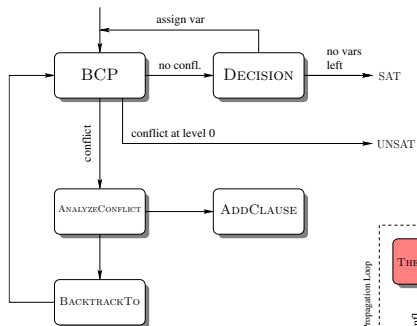 assign var
BCP
no confl.
DECISION
no vars
left
SAT
conflict at level 0
UNSAT
conflict
ANALYZECONFLICT
ADDCLAUSE
BACKTRACKTO
Propagation Loop